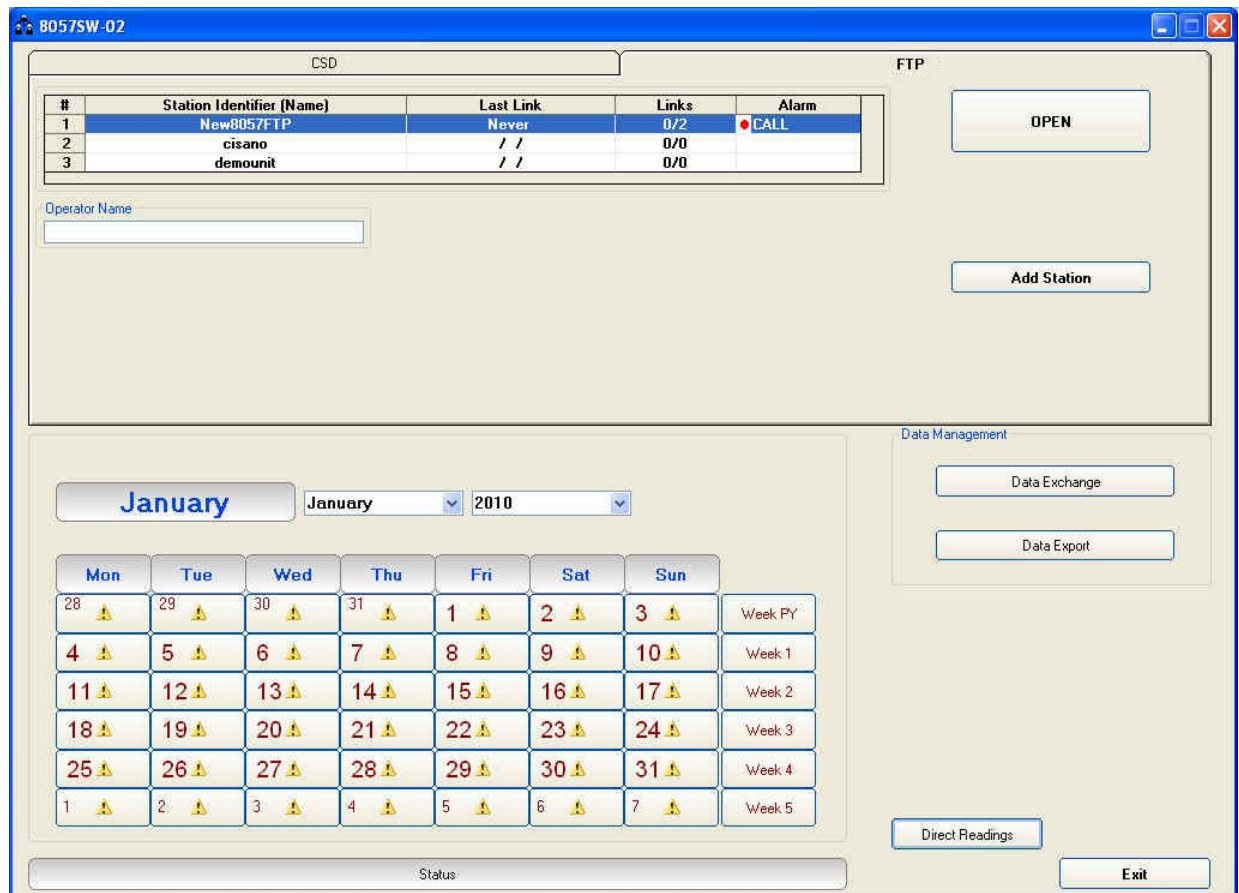 8057SW-02
CSD FTP
# Station Identifier (Name) Last Link Links Alarm
1 New8057FTP Never 0/2 CALL
2 cisano / / 0/0
3 demounit / / 0/0
OPEN
Operator Name
Add Station
Data Management
Data Exchange
Data Export
January January 2010
Mon Tue Wed Thu Fri Sat Sun
28 29 30 31 1 2 3 Week PY
4 5 6 7 8 9 10 Week 1
11 12 13 14 15 16 17 Week 2
18 19 20 21 22 23 24 Week 3
25 26 27 28 29 30 31 Week 4
1 2 3 4 5 6 7 Week 5
Direct Readings
Status
Exit